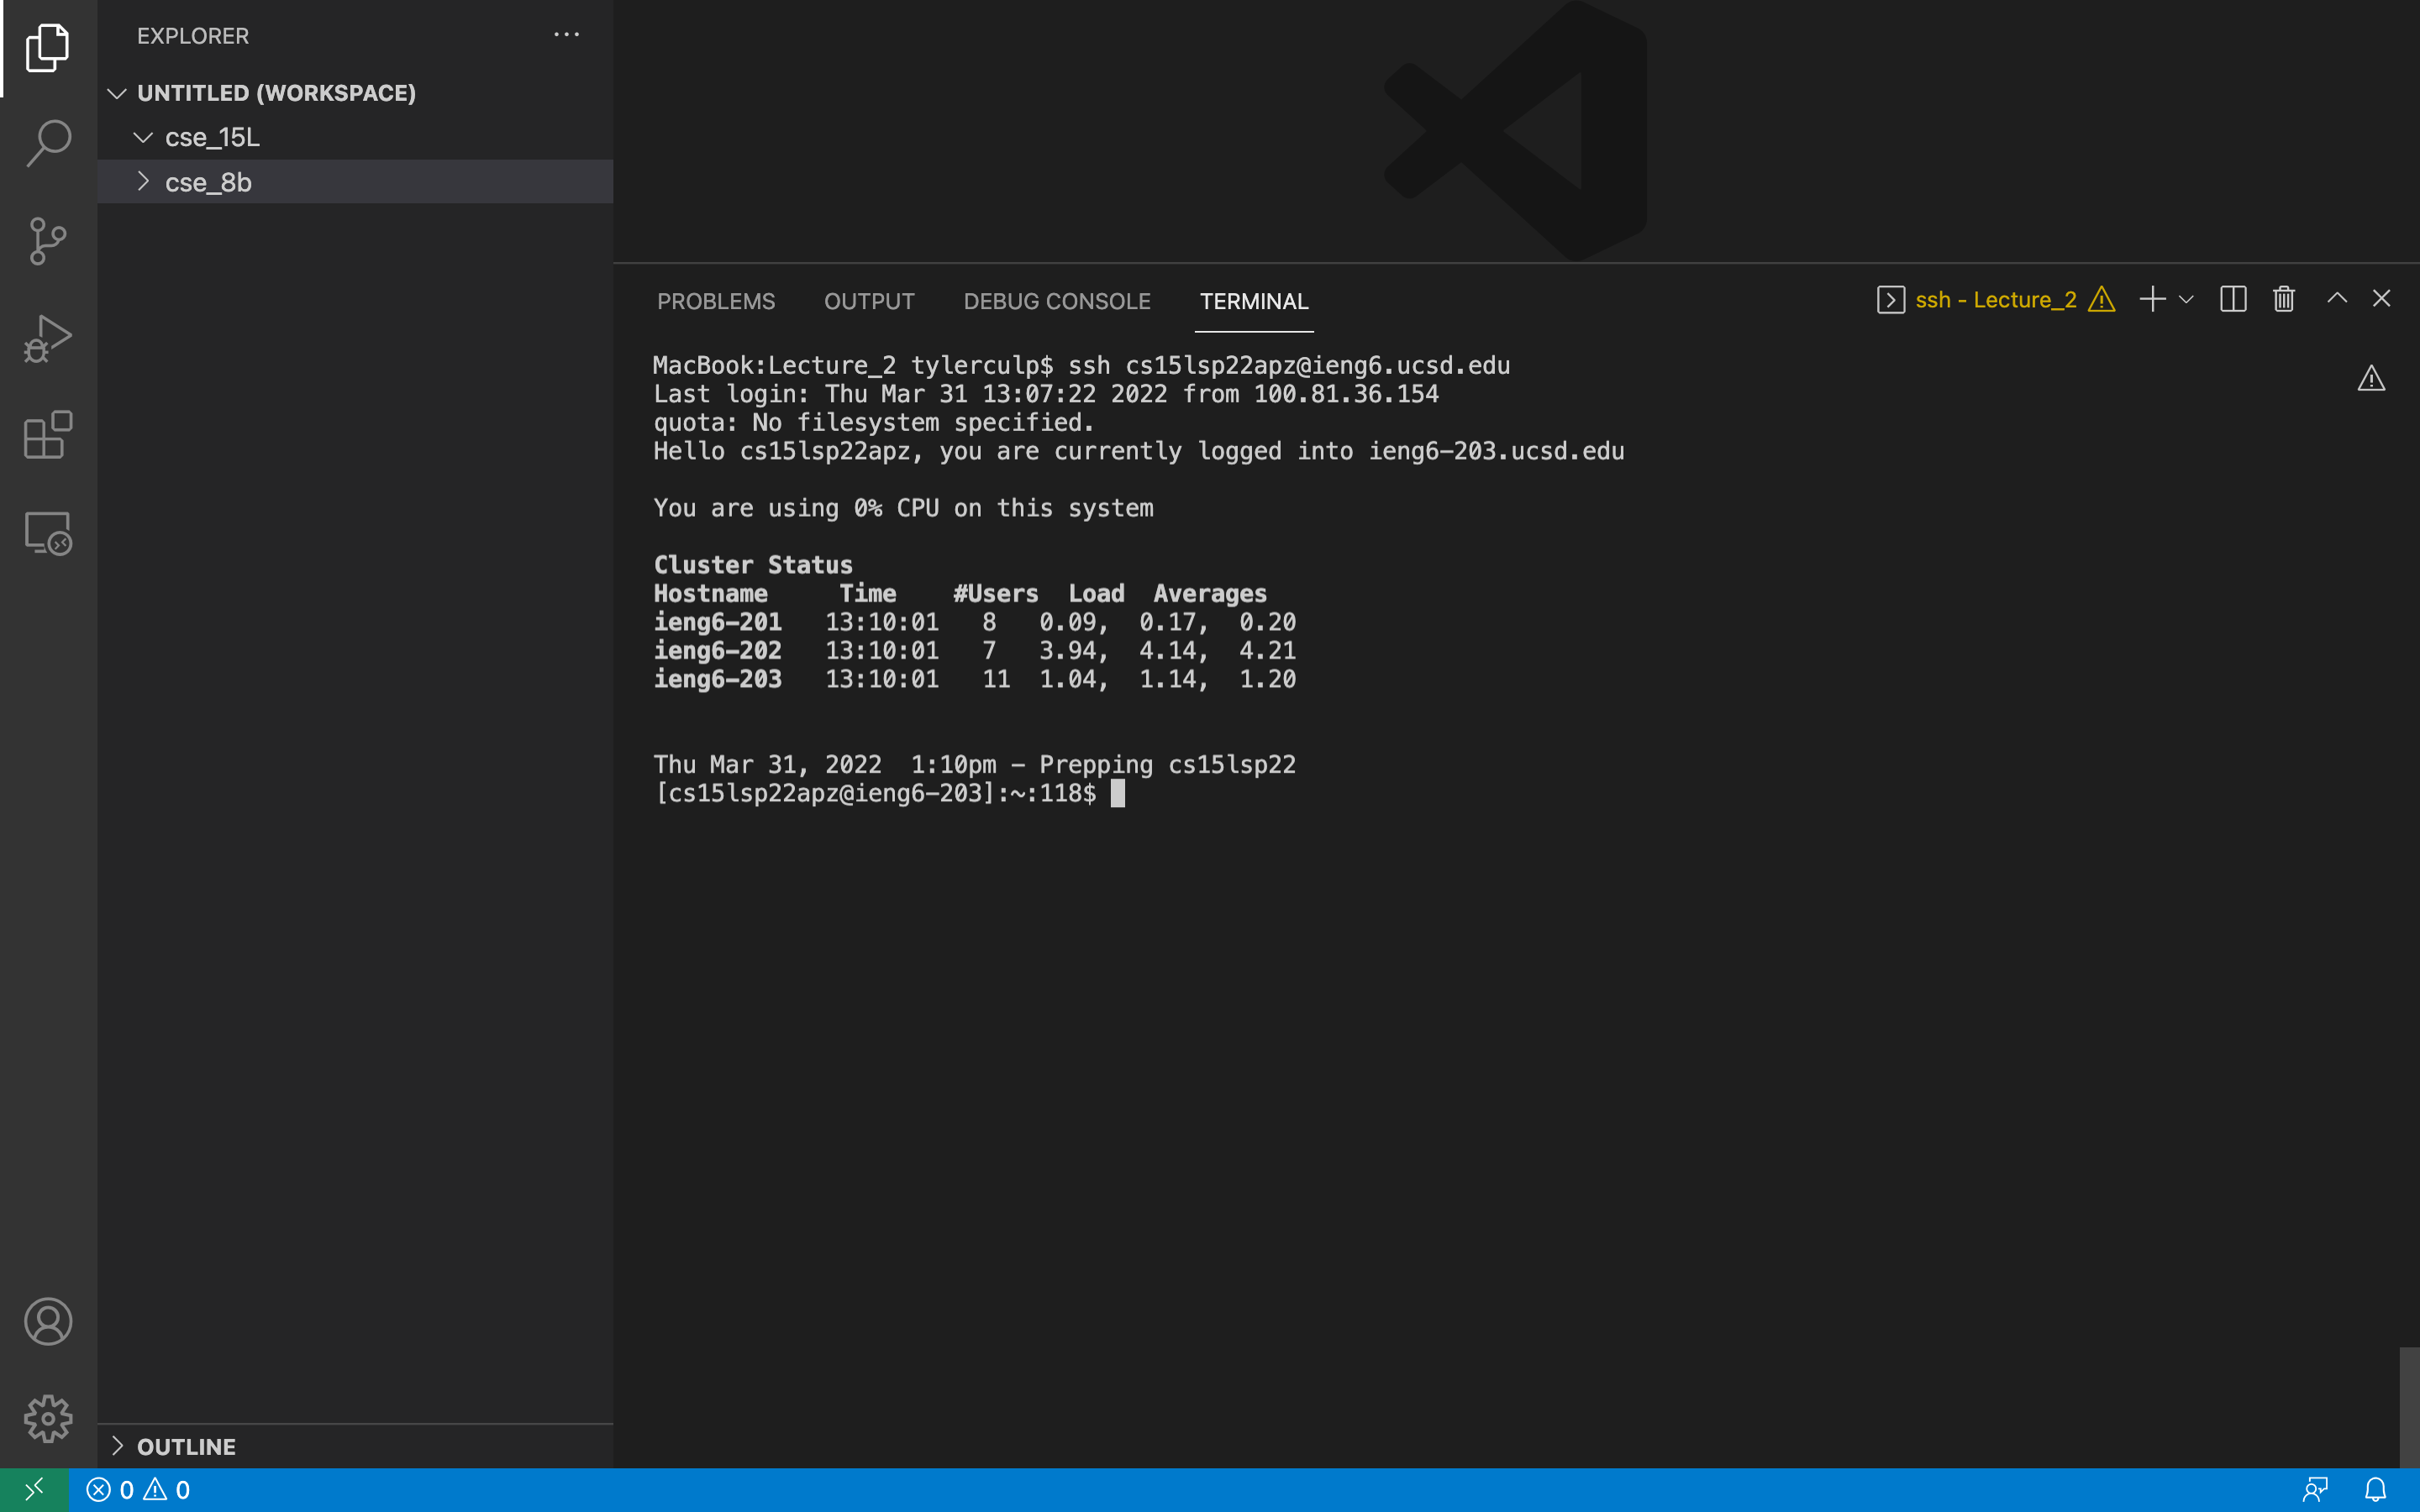 EXPLORER
UNTITLED (WORKSPACE)
cse_15L
cse_8b
OUTLINE
PROBLEMS OUTPUT DEBUG CONSOLE TERMINAL
ssh - Lecture_2
MacBook:Lecture_2 tylerculp$ ssh cs15lsp22apz@ieng6.ucsd.edu
Last login: Thu Mar 31 13:07:22 2022 from 100.81.36.154
quota: No filesystem specified.
Hello cs15lsp22apz, you are currently logged into ieng6-203.ucsd.edu
You are using 0% CPU on this system
Cluster Status
Hostname Time #Users Load Averages
ieng6-201 13:10:01 8 0.09, 0.17, 0.20
ieng6-202 13:10:01 7 3.94, 4.14, 4.21
ieng6-203 13:10:01 11 1.04, 1.14, 1.20
Thu Mar 31, 2022 1:10pm - Prepping cs15lsp22
[cs15lsp22apz@ieng6-203]:~:118$
0 0